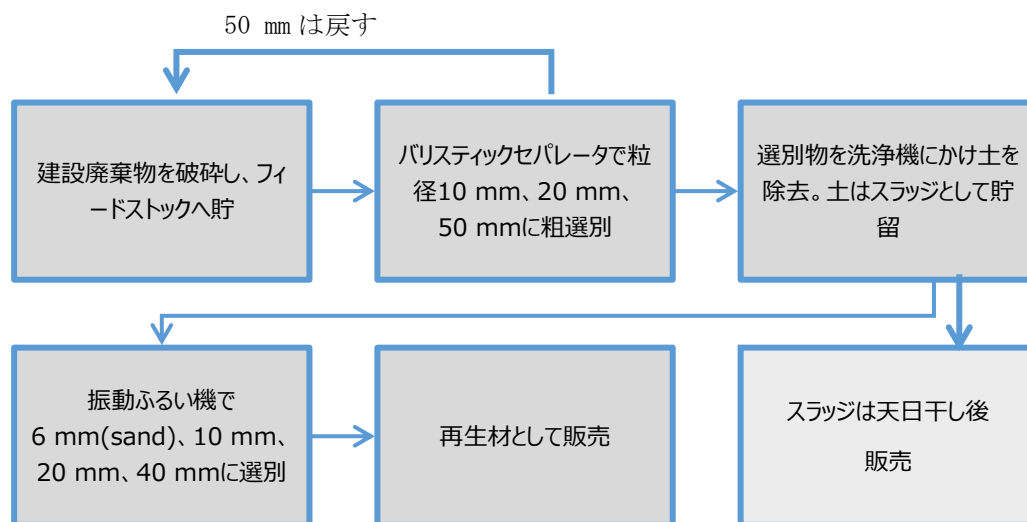 50 mm は戻す
建設廃棄物を破砕し、フィ
ードストックへ貯
バリスティックセパレータで粒
径10 mm、20 mm、
50 mmに粗選別
選別物を洗浄機にかけ土を
除去。土はスラッジとして貯
留
振動ふるい機で
6 mm(sand)、10 mm、
20 mm、40 mmに選別
再生材として販売
スラッジは天日干し後
販売